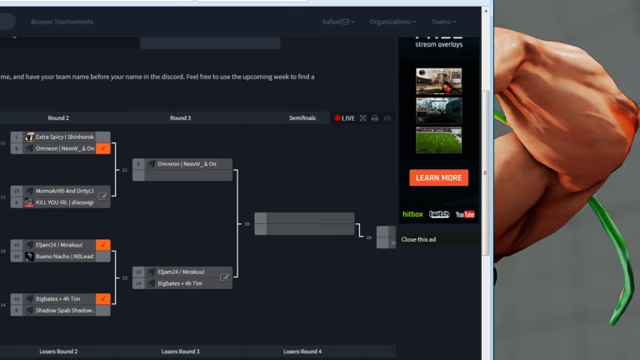 Browse Tournaments
bafael
Organizations
Teams
stream overlays
me, and have your team name before your name in the discord. Feel free to use the upcoming week to find a
Round 2
Round 3
Semifinals
LIVE
Extra Spicy I Shinhorok
Omneon | NeonV_ & On
Omneon | NeonV_ & On
MomoAri95 And DirtyL
KILL YOU IRL | discovigi
LEARN MORE
hitbox twitch YouTube
Close this ad
Eljam24 / Mirakuul
Bueno Nacho | NBLead
Eljam24 / Mirakuul
Bigbates + 4h Tim
Bigbates + 4h Tim
Shadow Spab Shadow
Losers Round 2
Losers Round 3
Losers Round 4